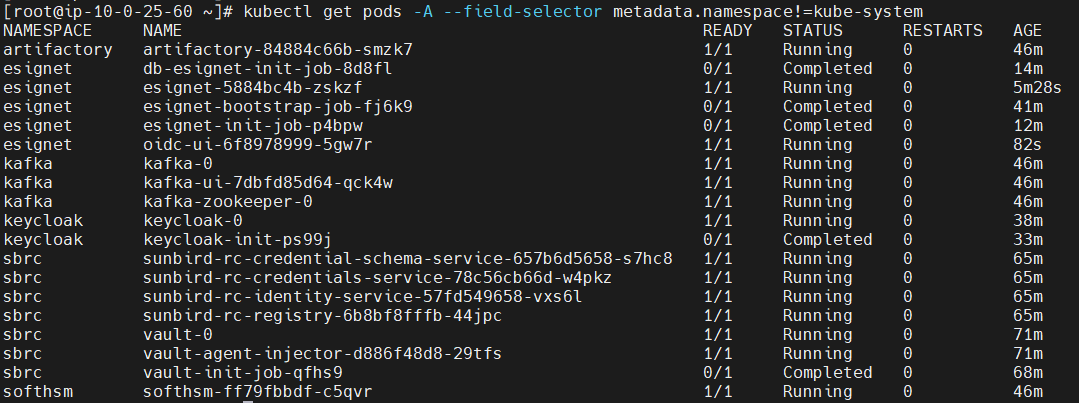 [root@ip-10-0-25-60 ~]# kubectl get pods -A --field-selector metadata.namespace!=kube-system
NAMESPACE NAME READY STATUS RESTARTS AGE
artifactory artifactory-84884c66b-smzk7 1/1 Running 0 46m
esignet db-esignet-init-job-8d8fl 0/1 Completed 0 14m
esignet esignet-5884bc4b-zskzf 1/1 Running 0 5m28s
esignet esignet-bootstrap-job-fj6k9 0/1 Completed 0 41m
esignet esignet-init-job-p4bpw 0/1 Completed 0 12m
esignet oidc-ui-6f8978999-5gw7r 1/1 Running 0 82s
kafka kafka-0 1/1 Running 0 46m
kafka kafka-ui-7dbfd85d64-qck4w 1/1 Running 0 46m
kafka kafka-zookeeper-0 1/1 Running 0 46m
keycloak keycloak-0 1/1 Running 0 38m
keycloak keycloak-init-ps99j 0/1 Completed 0 33m
sbrc sunbird-rc-credential-schema-service-657b6d5658-s7hc8 1/1 Running 0 65m
sbrc sunbird-rc-credentials-service-78c56cb66d-w4pkz 1/1 Running 0 65m
sbrc sunbird-rc-identity-service-57fd549658-vxs6l 1/1 Running 0 65m
sbrc sunbird-rc-registry-6b8bf8fffb-44jpc 1/1 Running 0 65m
sbrc vault-0 1/1 Running 0 71m
sbrc vault-agent-injector-d886f48d8-29tfs 1/1 Running 0 71m
sbrc vault-init-job-qfhs9 0/1 Completed 0 68m
softhsm softhsm-ff79fbbdf-c5qvr 1/1 Running 0 46m